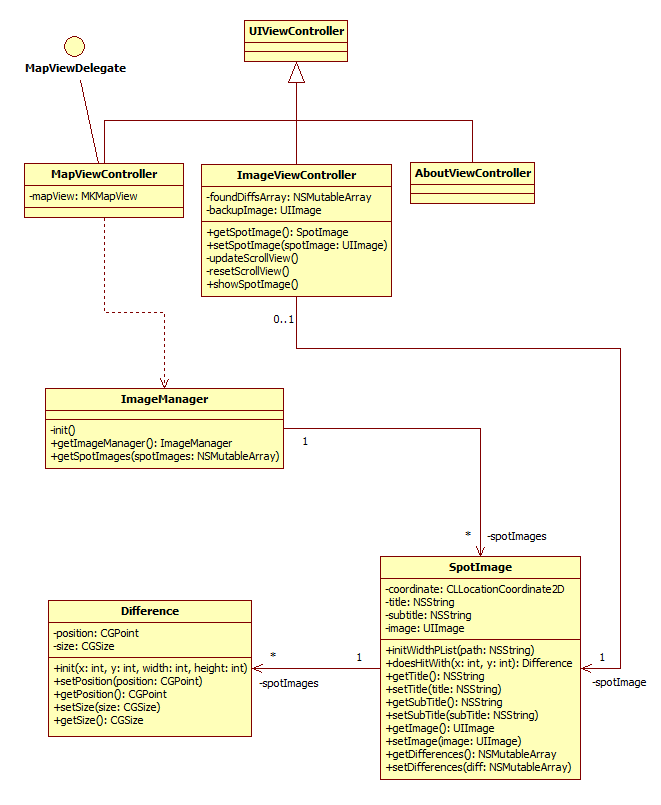 UIViewController
MapViewDelegate
MapViewController
-mapView: MKMapView
ImageViewController
-foundDiffsArray: NSMutableArray
-backupImage: UIImage
+getSpotImage(): SpotImage
+setSpotImage(spotImage: UIImage)
-updateScrollView()
-resetScrollView()
+showSpotImage()
AboutViewController
0..1
ImageManager
-init()
+getImageManager(): ImageManager
+getSpotImages(spotImages: NSMutableArray)
1
*
-spotImages
SpotImage
-coordinate: CLLocationCoordinate2D
-title: NSString
-subtitle: NSString
-image: UIImage
+initWidthPList(path: NSString)
+doesHitWith(x: int, y: int): Difference
+getTitle(): NSString
+setTitle(title: NSString)
+getSubTitle(): NSString
+setSubTitle(subTitle: NSString)
+getImage(): UIImage
+setImage(image: UIImage)
+getDifferences(): NSMutableArray
+setDifferences(diff: NSMutableArray)
1
-spotImage
Difference
-position: CGPoint
-size: CGSize
+init(x: int, y: int, width: int, height: int)
+setPosition(position: CGPoint)
+getPosition(): CGPoint
+setSize(size: CGSize)
+getSize(): CGSize
*
1
-spotImages